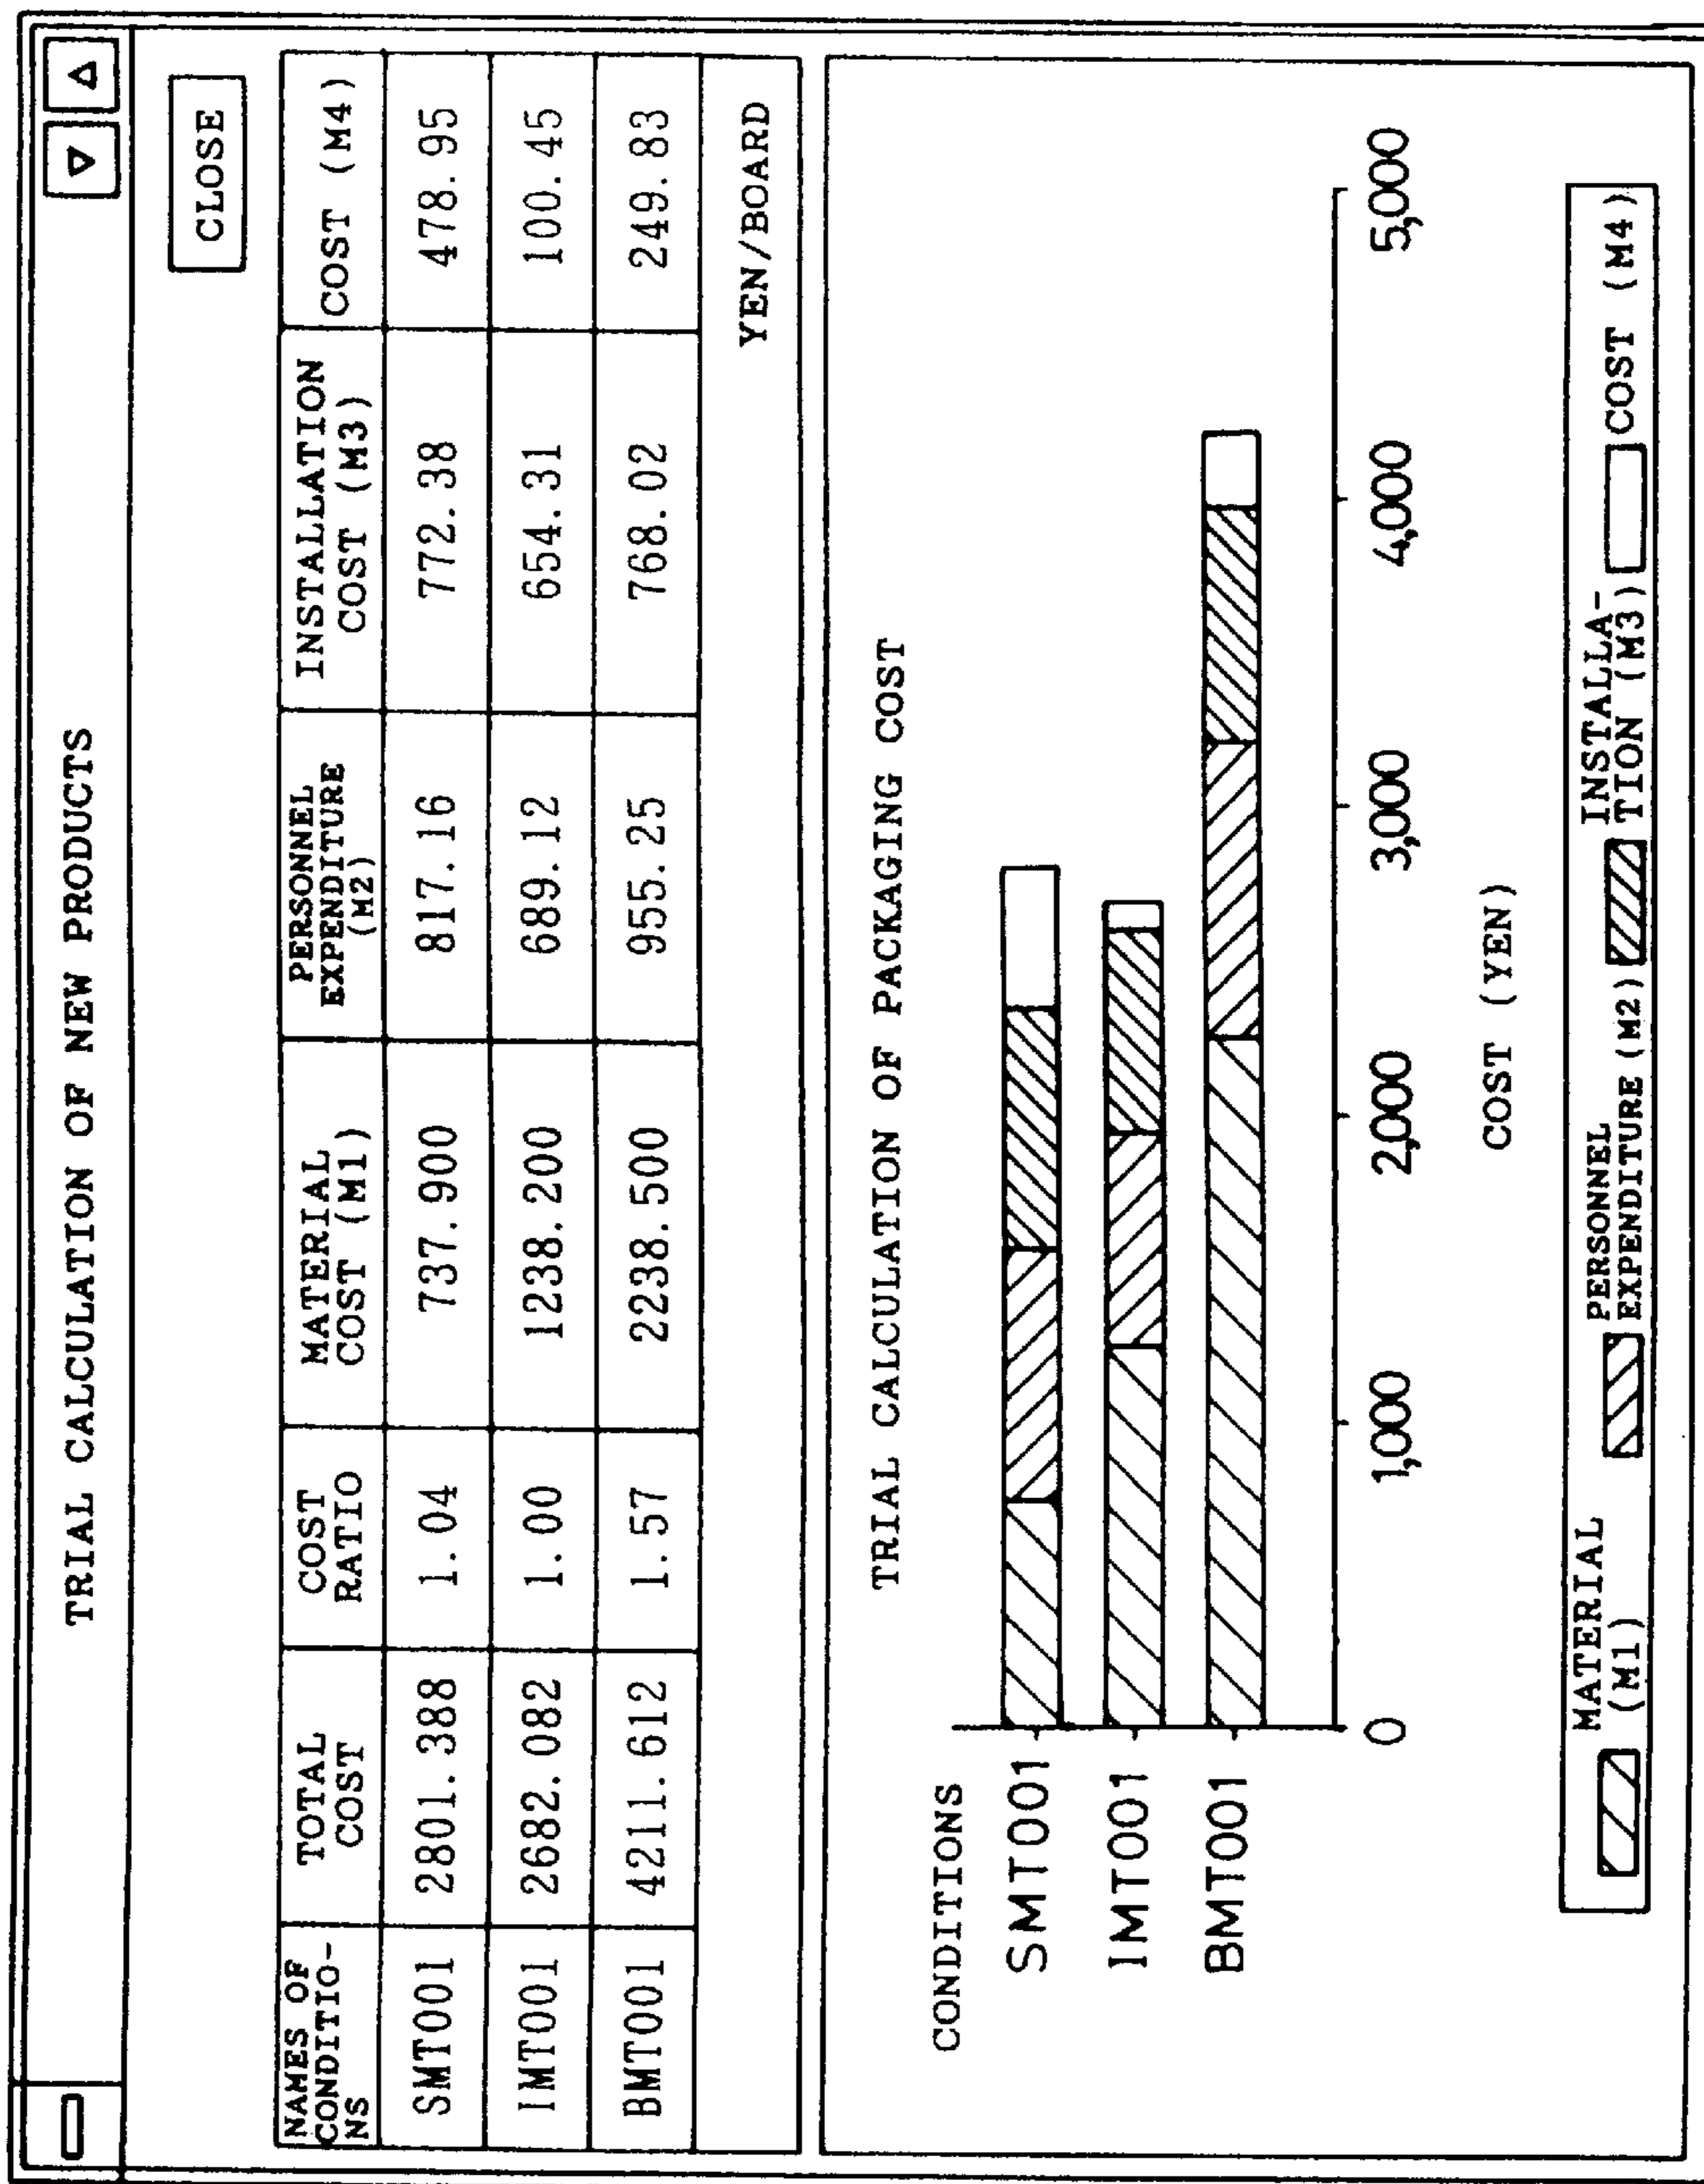 TRIAL CALCULATION OF NEW PRODUCTS
CLOSE
NAMES OF CONDITIO-NS TOTAL COST COST RATIO MATERIAL COST (M1) PERSONNEL EXPENDITURE (M2) INSTALLATION COST (M3) COST (M4)
SMT001 2801.388 1.04 737.900 817.16 772.38 478.95
IMT001 2682.082 1.00 1238.200 689.12 654.31 100.45
BMT001 4211.612 1.57 2238.500 955.25 768.02 249.83
YEN/BOARD
TRIAL CALCULATION OF PACKAGING COST
CONDITIONS
SMT001
IMT001
BMT001
0 1,000 2,000 3,000 4,000 5,000
COST (YEN)
MATERIAL (M1) PERSONNEL EXPENDITURE (M2) INSTALLA-TION (M3) COST (M4)